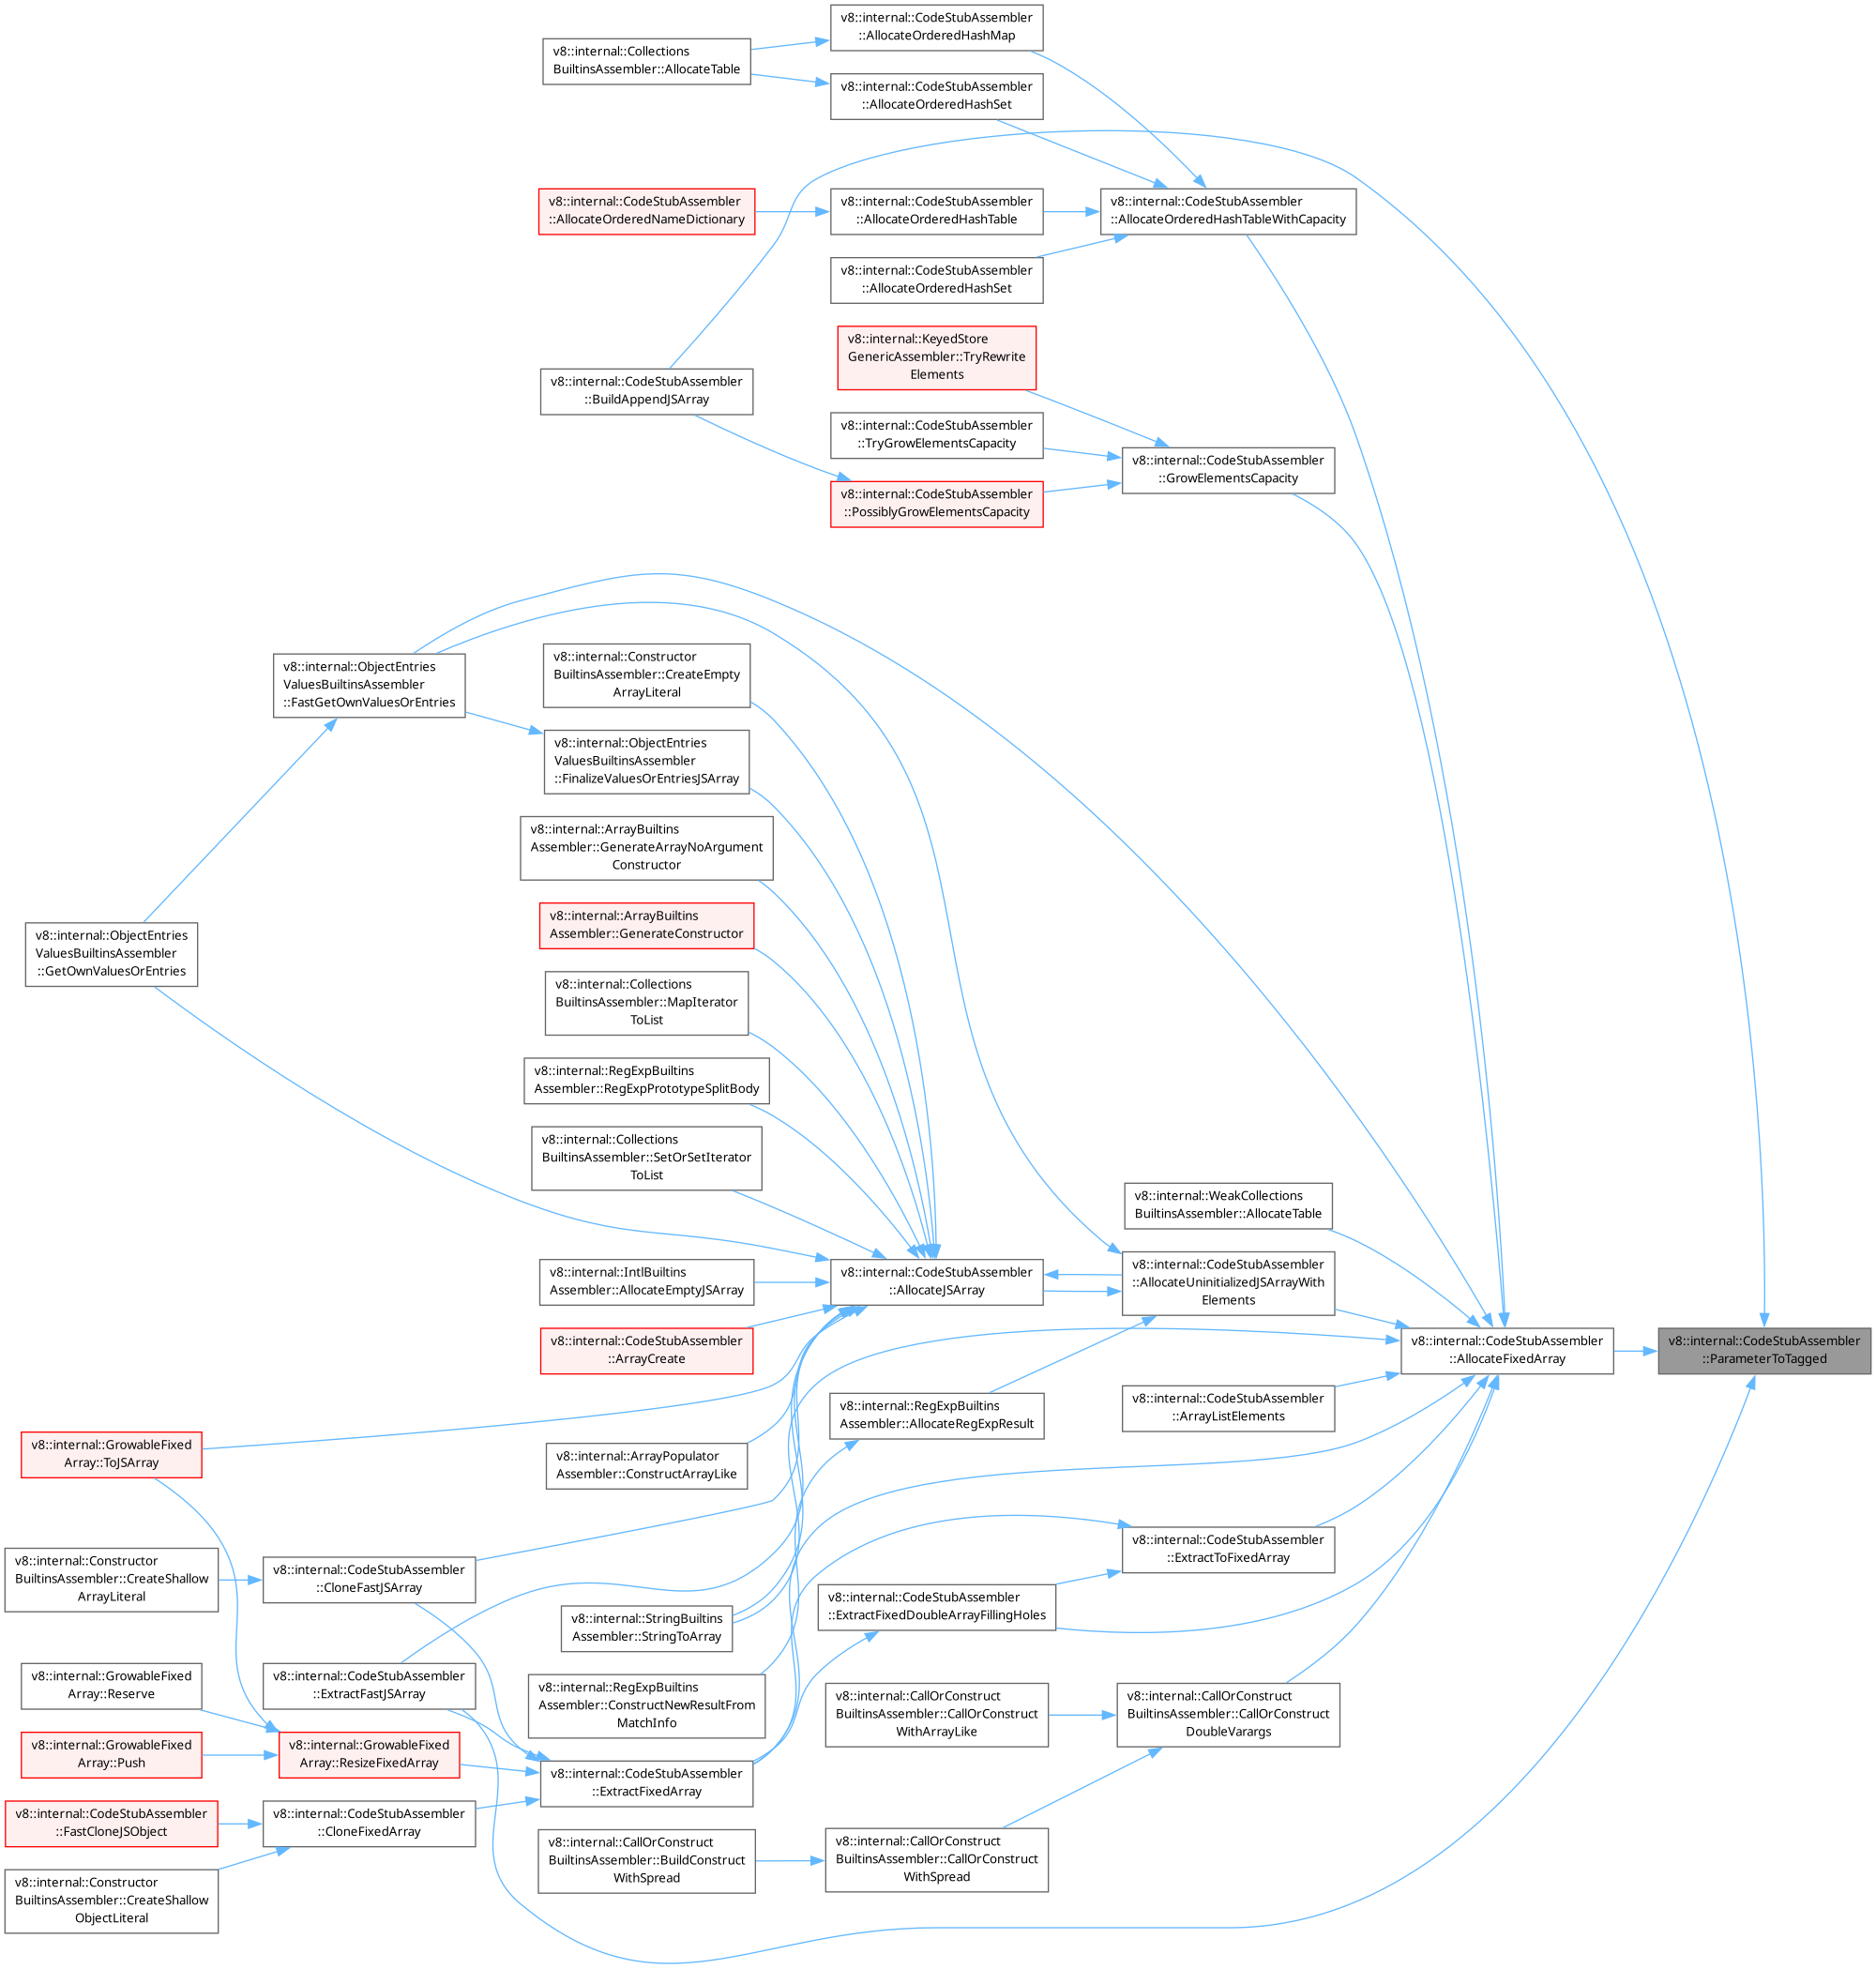 v8::internal::CodeStubAssembler
::AllocateOrderedHashMap
v8::internal::Collections
BuiltinsAssembler::AllocateTable
v8::internal::CodeStubAssembler
::AllocateOrderedHashSet
v8::internal::CodeStubAssembler
::AllocateOrderedNameDictionary
v8::internal::CodeStubAssembler
::AllocateOrderedHashTable
v8::internal::CodeStubAssembler
::AllocateOrderedHashTableWithCapacity
v8::internal::CodeStubAssembler
::AllocateOrderedHashSet
v8::internal::KeyedStore
GenericAssembler::TryRewrite
Elements
v8::internal::CodeStubAssembler
::BuildAppendJSArray
v8::internal::CodeStubAssembler
::TryGrowElementsCapacity
v8::internal::CodeStubAssembler
::GrowElementsCapacity
v8::internal::CodeStubAssembler
::PossiblyGrowElementsCapacity
v8::internal::ObjectEntries
ValuesBuiltinsAssembler
::FastGetOwnValuesOrEntries
v8::internal::Constructor
BuiltinsAssembler::CreateEmpty
ArrayLiteral
v8::internal::ObjectEntries
ValuesBuiltinsAssembler
::FinalizeValuesOrEntriesJSArray
v8::internal::ArrayBuiltins
Assembler::GenerateArrayNoArgument
Constructor
v8::internal::ArrayBuiltins
Assembler::GenerateConstructor
v8::internal::ObjectEntries
ValuesBuiltinsAssembler
::GetOwnValuesOrEntries
v8::internal::Collections
BuiltinsAssembler::MapIterator
ToList
v8::internal::RegExpBuiltins
Assembler::RegExpPrototypeSplitBody
v8::internal::Collections
BuiltinsAssembler::SetOrSetIterator
ToList
v8::internal::WeakCollections
BuiltinsAssembler::AllocateTable
v8::internal::IntlBuiltins
Assembler::AllocateEmptyJSArray
v8::internal::CodeStubAssembler
::AllocateJSArray
v8::internal::CodeStubAssembler
::AllocateUninitializedJSArrayWith
Elements
v8::internal::CodeStubAssembler
::ArrayCreate
v8::internal::CodeStubAssembler
::AllocateFixedArray
v8::internal::CodeStubAssembler
::ParameterToTagged
v8::internal::RegExpBuiltins
Assembler::AllocateRegExpResult
v8::internal::CodeStubAssembler
::ArrayListElements
v8::internal::GrowableFixed
Array::ToJSArray
v8::internal::ArrayPopulator
Assembler::ConstructArrayLike
v8::internal::Constructor
BuiltinsAssembler::CreateShallow
ArrayLiteral
v8::internal::CodeStubAssembler
::CloneFastJSArray
v8::internal::CodeStubAssembler
::ExtractToFixedArray
v8::internal::StringBuiltins
Assembler::StringToArray
v8::internal::CodeStubAssembler
::ExtractFixedDoubleArrayFillingHoles
v8::internal::GrowableFixed
Array::Reserve
v8::internal::CodeStubAssembler
::ExtractFastJSArray
v8::internal::RegExpBuiltins
Assembler::ConstructNewResultFrom
MatchInfo
v8::internal::CallOrConstruct
BuiltinsAssembler::CallOrConstruct
WithArrayLike
v8::internal::CallOrConstruct
BuiltinsAssembler::CallOrConstruct
DoubleVarargs
v8::internal::GrowableFixed
Array::Push
v8::internal::GrowableFixed
Array::ResizeFixedArray
v8::internal::CodeStubAssembler
::ExtractFixedArray
v8::internal::CodeStubAssembler
::FastCloneJSObject
v8::internal::CodeStubAssembler
::CloneFixedArray
v8::internal::CallOrConstruct
BuiltinsAssembler::BuildConstruct
WithSpread
v8::internal::CallOrConstruct
BuiltinsAssembler::CallOrConstruct
WithSpread
v8::internal::Constructor
BuiltinsAssembler::CreateShallow
ObjectLiteral